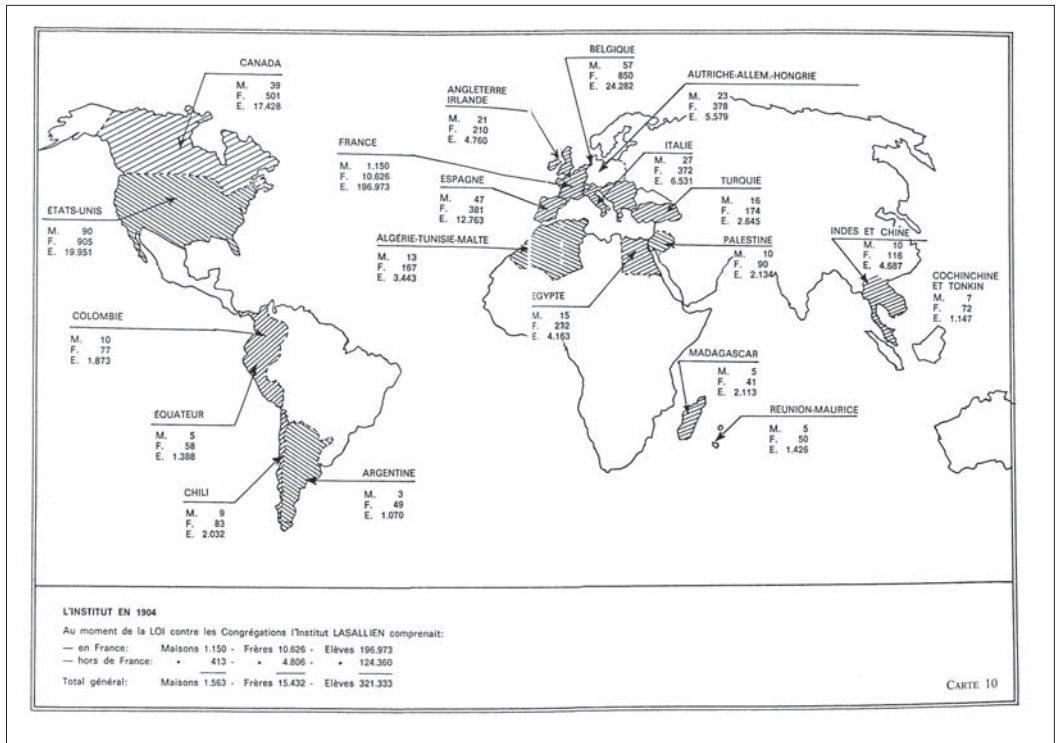 CANADA
M. 39
F. 501
E. 17.428
BELGIQUE
M. 57
F. 850
E. 24.282
AUTRICHE-ALLEM.-HONGRIE
M. 23
F. 378
E. 5.579
ANGLETERRE
IRLANDE
M. 21
F. 210
E. 4.760
FRANCE
M. 1.150
F. 10.626
E. 196.973
ITALIE
M. 27
F. 372
E. 6.531
ESPAGNE
M. 47
F. 381
E. 12.763
TURQUIE
M. 16
F. 174
E. 2.645
ÉTATS-UNIS
M. 90
F. 905
E. 19.951
ALGÉRIE-TUNISIE-MALTE
M. 13
F. 167
E. 3.443
PALESTINE
M. 10
F. 90
E. 2.134
INDES ET CHINE
M. 10
F. 116
E. 4.687
COCHINCHINE
ET TONKIN
M. 7
F. 72
E. 1.147
EGYPTE
M. 15
F. 232
E. 4.163
COLOMBIE
M. 10
F. 77
E. 1.873
MADAGASCAR
M. 5
F. 41
E. 2.113
ÉQUATEUR
M. 5
F. 58
E. 1.388
REUNION-MAURICE
M. 5
F. 50
E. 1.426
ARGENTINE
M. 3
F. 49
E. 1.070
CHILI
M. 9
F. 83
E. 2.032
L'INSTITUT EN 1904
Au moment de la LOI contre les Congrégations l'Institut LASALLIEN comprenait:
— en France: Maisons 1.150 - Frères 10.626 - Elèves 196.973
— hors de France: " 413 - " 4.806 - " 124.360
Total général: Maisons 1.563 - Frères 15.432 - Elèves 321.333
CARTE 10